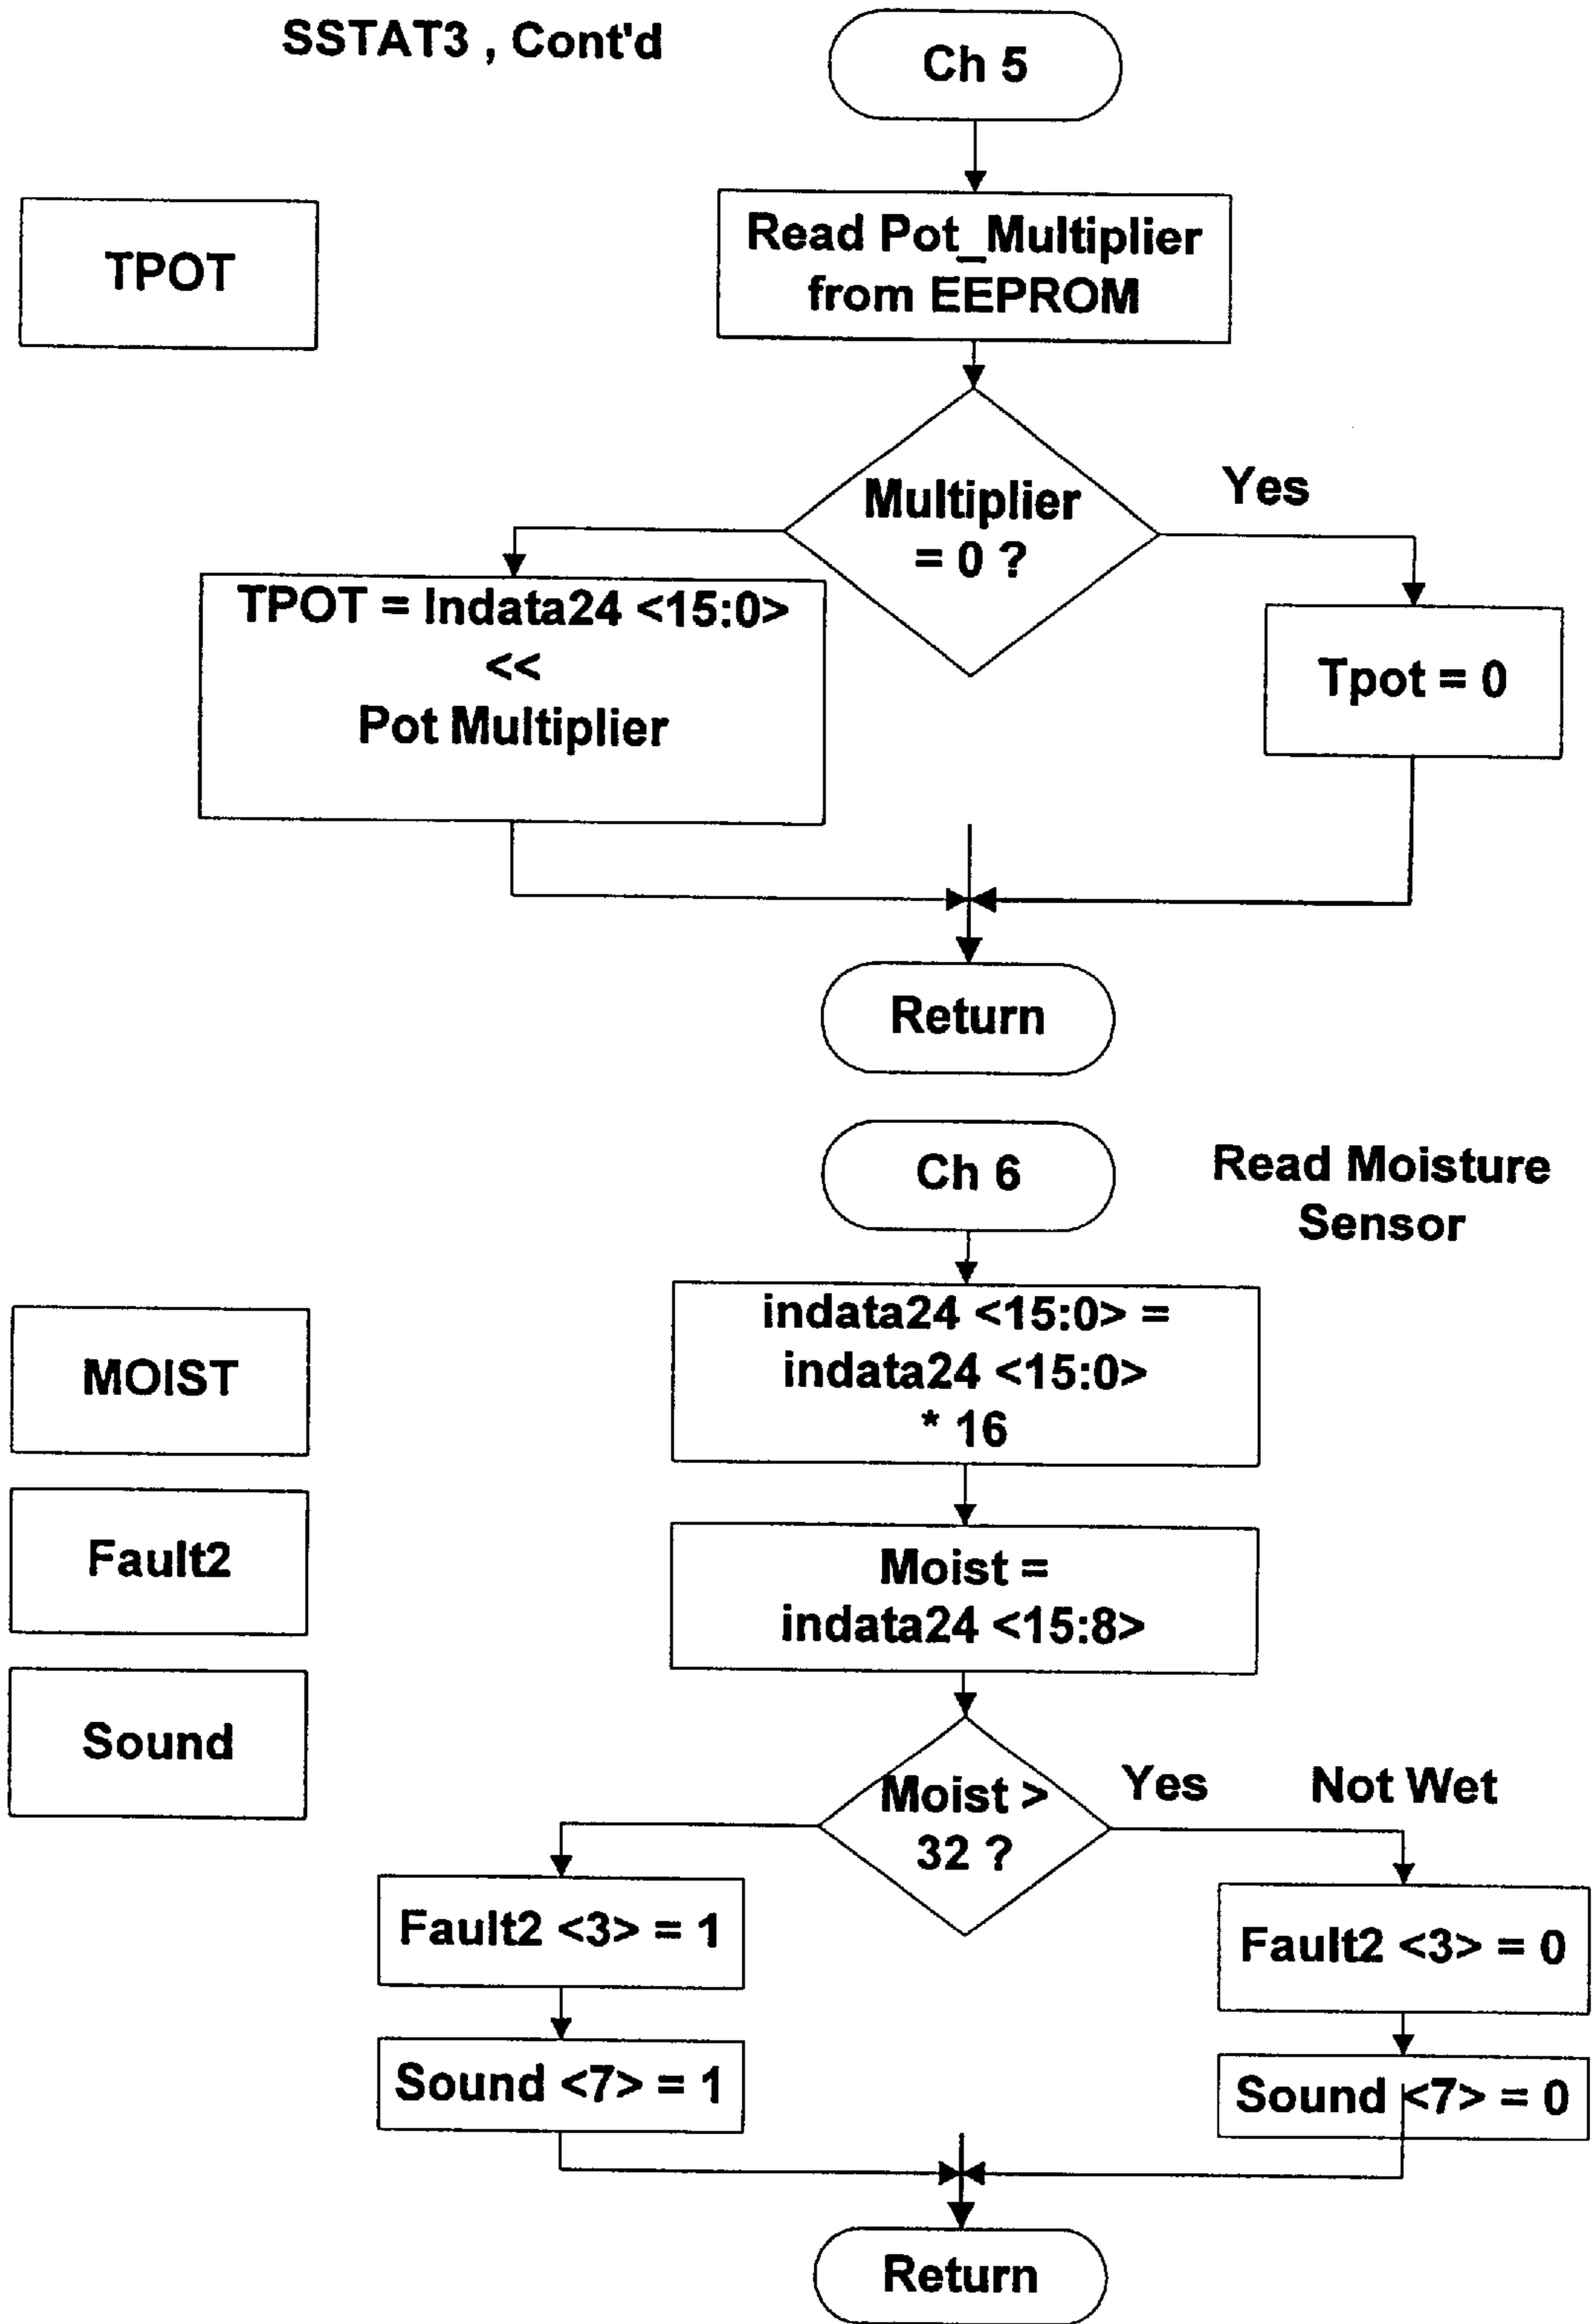 SSTAT3 , Cont'd
Ch 5
TPOT
Read Pot_Multiplier
from EEPROM
Multiplier
= 0 ?
Yes
TPOT = Indata24 <15:0>
<<
Pot Multiplier
Tpot = 0
Return
Ch 6
Read Moisture
Sensor
MOIST
Fault2
Sound
indata24 <15:0> =
indata24 <15:0>
* 16
Moist =
indata24 <15:8>
Moist >
32 ?
Yes
Not Wet
Fault2 <3> = 1
Sound <7> = 1
Fault2 <3> = 0
Sound <7> = 0
Return